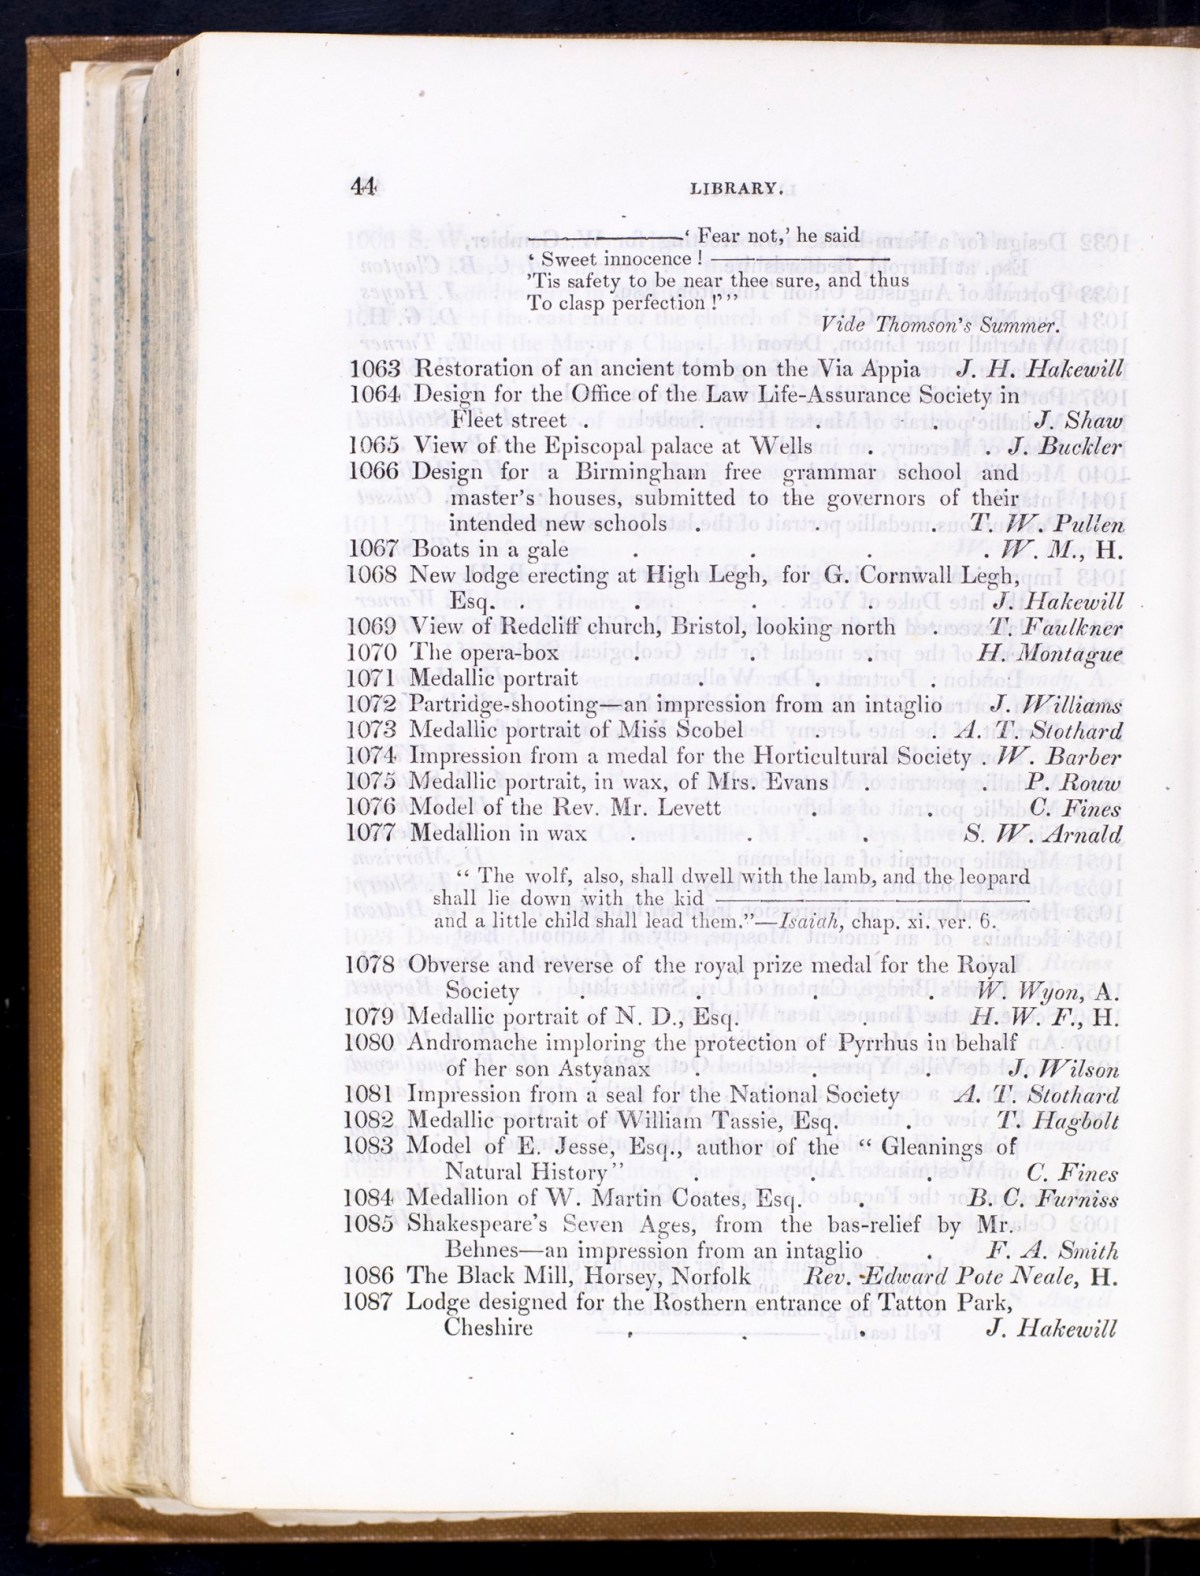 44 LIBRARY.
———————‘ Fear not,’ he said
‘ Sweet innocence ! ———————
’Tis safety to be near thee sure, and thus
To clasp perfection !’ ”
Vide Thomson’s Summer.
1063 Restoration of an ancient tomb on the Via Appia J. H. Hakewill
1064 Design for the Office of the Law Life-Assurance Society in
Fleet street . . . . J. Shaw
1065 View of the Episcopal palace at Wells . . J. Buckler
1066 Design for a Birmingham free grammar school and
master’s houses, submitted to the governors of their
intended new schools . . . T. W. Pullen
1067 Boats in a gale . . . . W. M., H.
1068 New lodge erecting at High Legh, for G. Cornwall Legh,
Esq. . . . . J. Hakewill
1069 View of Redcliff church, Bristol, looking north . T. Faulkner
1070 The opera-box . . . H. Montague
1071 Medallic portrait . . .
1072 Partridge-shooting—an impression from an intaglio J. Williams
1073 Medallic portrait of Miss Scobel . . A. T. Stothard
1074 Impression from a medal for the Horticultural Society . W. Barber
1075 Medallic portrait, in wax, of Mrs. Evans . . P. Rouw
1076 Model of the Rev. Mr. Levett . . C. Fines
1077 Medallion in wax . . . S. W. Arnald
“ The wolf, also, shall dwell with the lamb, and the leopard
shall lie down with the kid ———————
and a little child shall lead them.”—Isaiah, chap. xi. ver. 6.
1078 Obverse and reverse of the royal prize medal for the Royal
Society . . . . W. Wyon, A.
1079 Medallic portrait of N. D., Esq. . . H. W. F., H.
1080 Andromache imploring the protection of Pyrrhus in behalf
of her son Astyanax . . . J. Wilson
1081 Impression from a seal for the National Society A. T. Stothard
1082 Medallic portrait of William Tassie, Esq. . T. Hagbolt
1083 Model of E. Jesse, Esq., author of the “ Gleanings of
Natural History ” . . . C. Fines
1084 Medallion of W. Martin Coates, Esq. . B. C. Furniss
1085 Shakespeare’s Seven Ages, from the bas-relief by Mr.
Behnes—an impression from an intaglio . F. A. Smith
1086 The Black Mill, Horsey, Norfolk Rev. Edward Pote Neale, H.
1087 Lodge designed for the Rosthern entrance of Tatton Park,
Cheshire . . . J. Hakewill